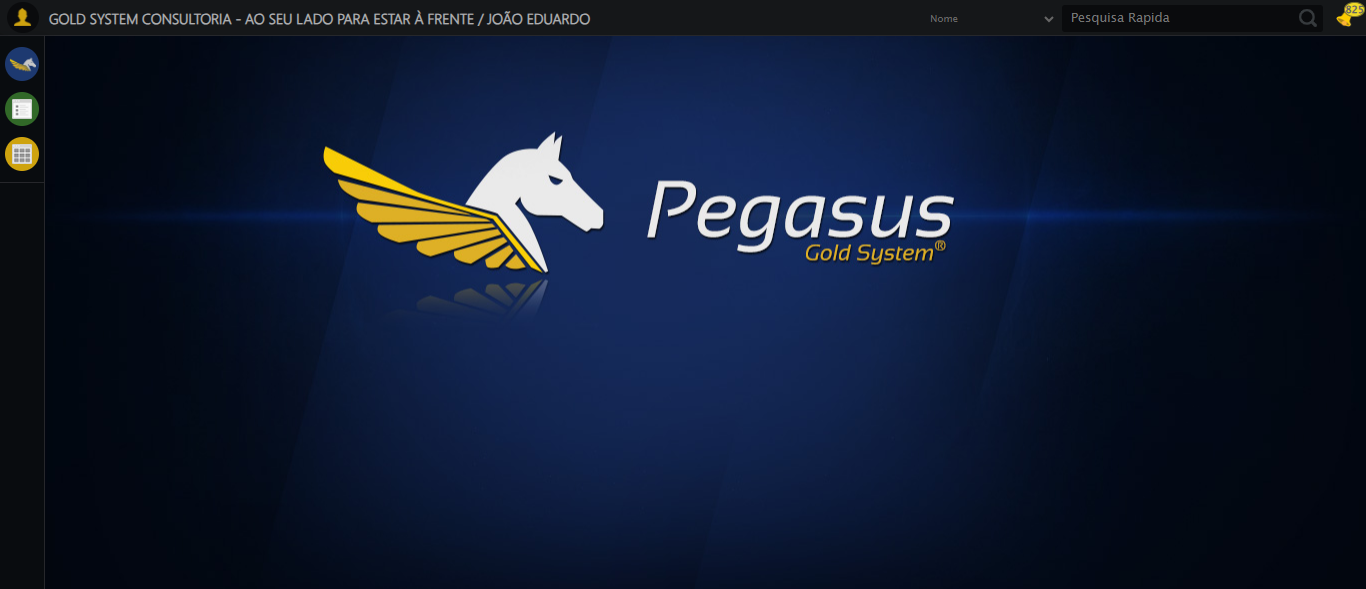 GOLD SYSTEM CONSULTORIA - AO SEU LADO PARA ESTAR À FRENTE / JOÃO EDUARDO
Nome
Pesquisa Rapida
825
Pegasus
Gold System®